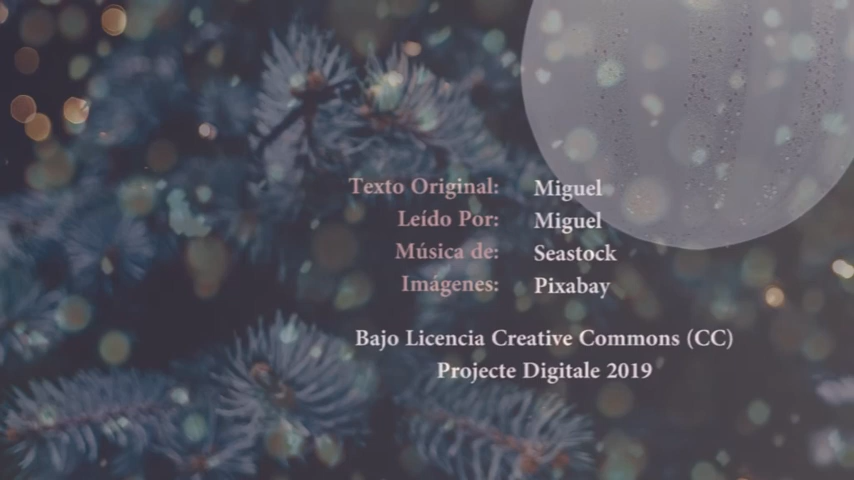 Texto Original: Miguel
Leído Por: Miguel
Música de: Seastock
Imágenes: Pixabay
Bajo Licencia Creative Commons (CC)
Projecte Digitale 2019